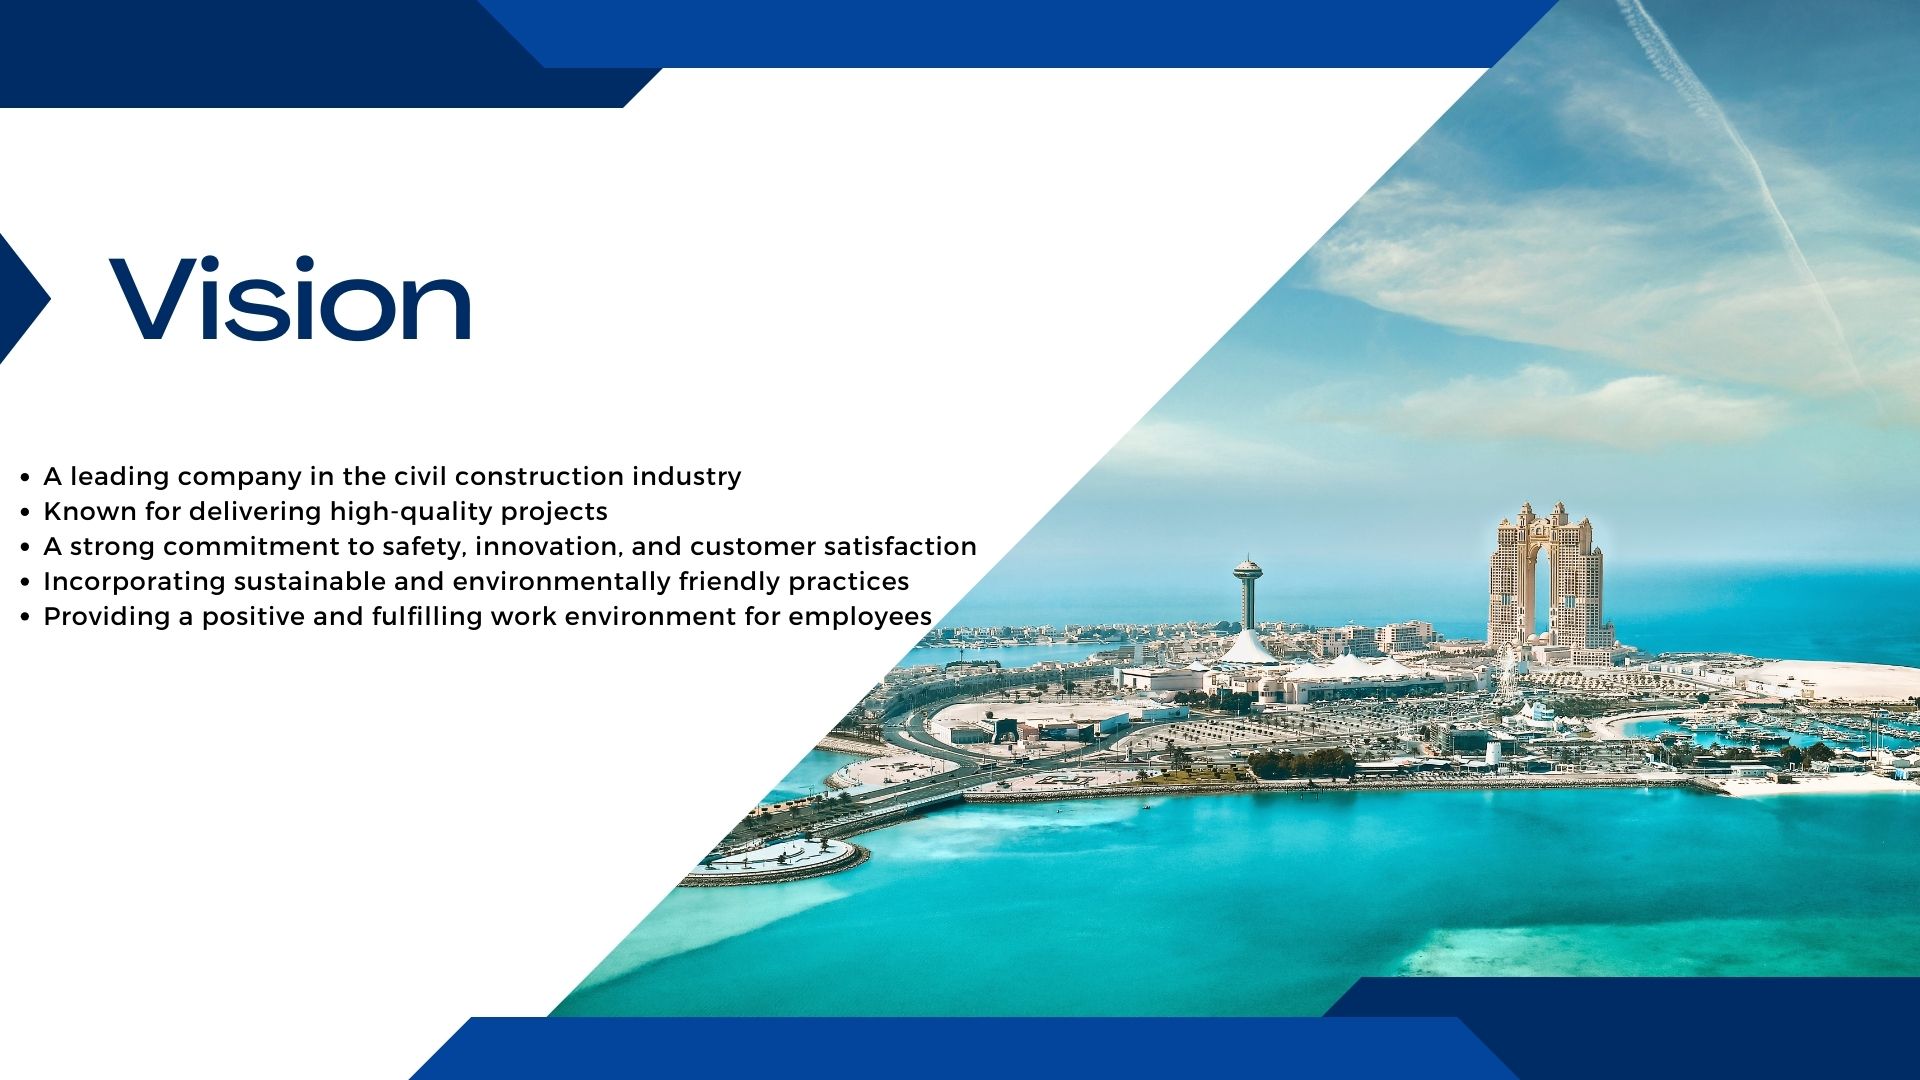 Vision
• A leading company in the civil construction industry
• Known for delivering high-quality projects
• A strong commitment to safety, innovation, and customer satisfaction
• Incorporating sustainable and environmentally friendly practices
• Providing a positive and fulfilling work environment for employees